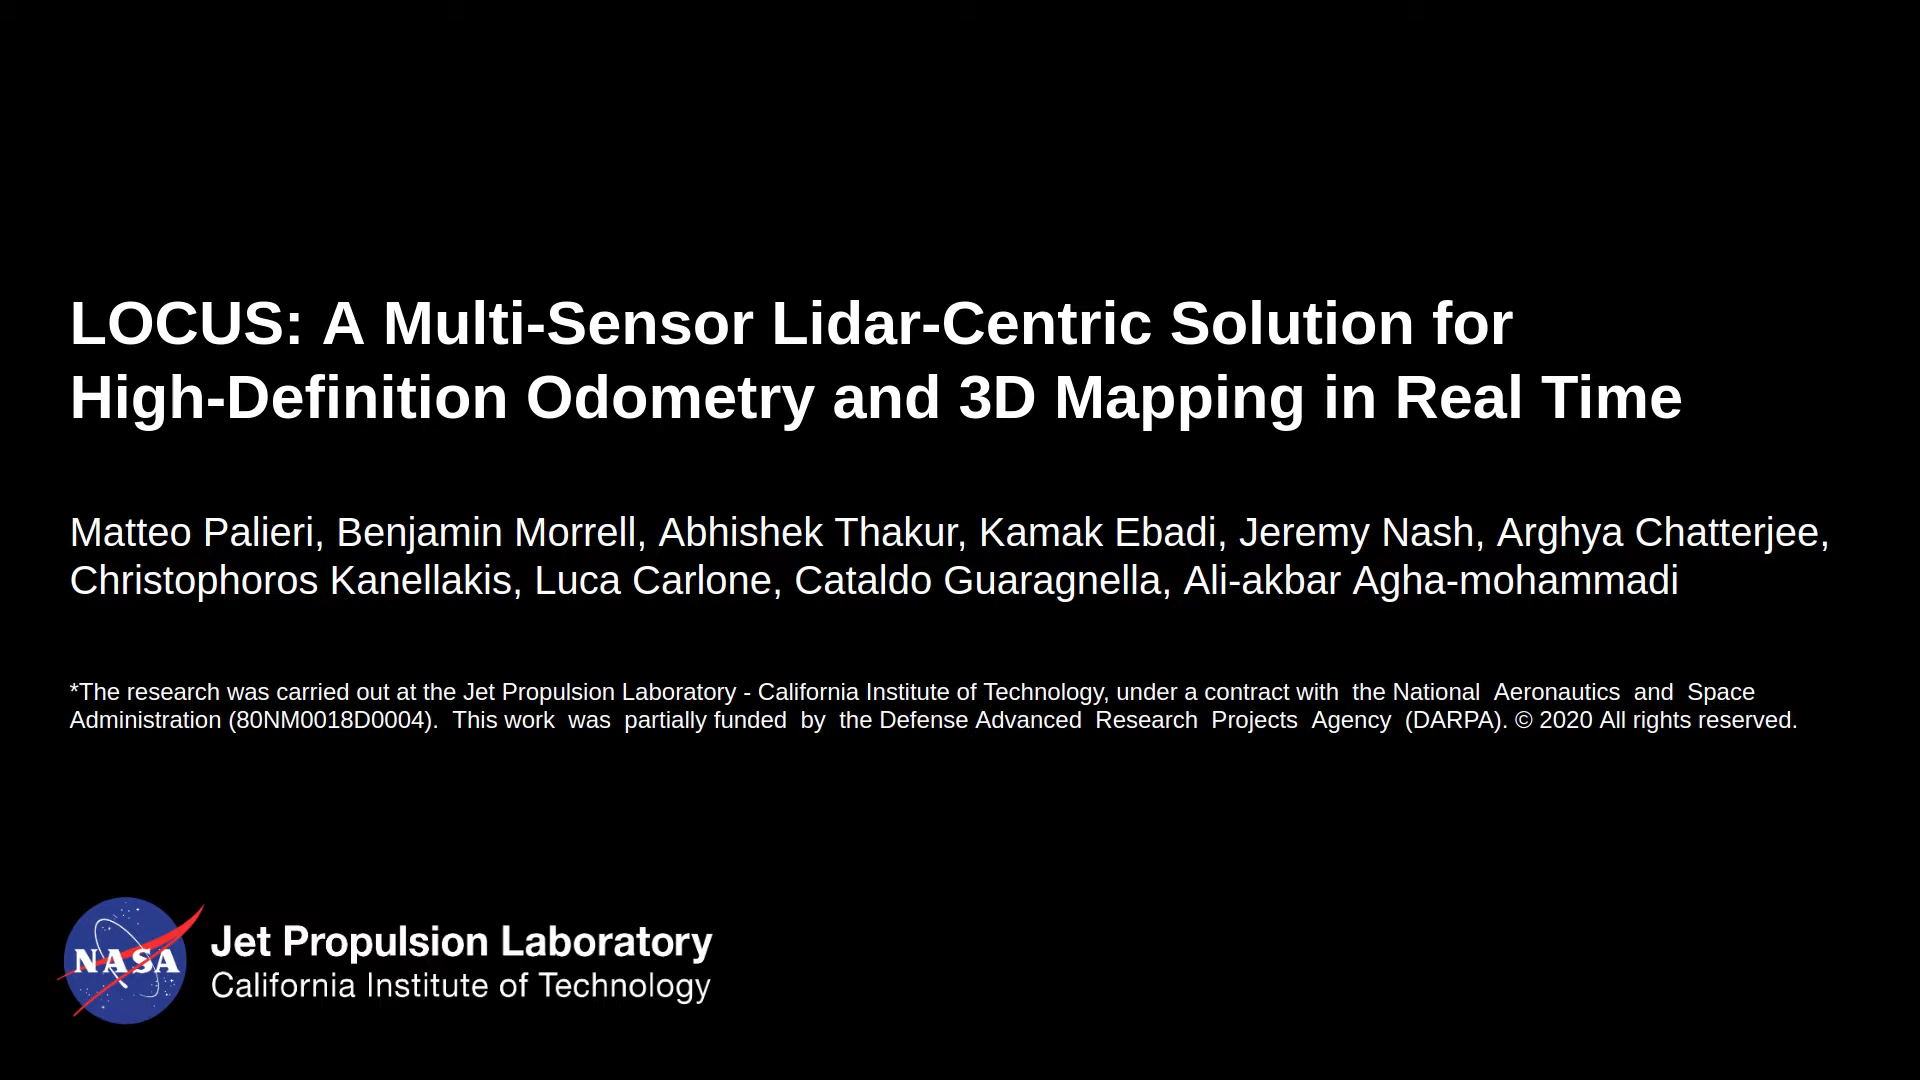 LOCUS: A Multi-Sensor Lidar-Centric Solution for
High-Definition Odometry and 3D Mapping in Real Time
Matteo Palieri, Benjamin Morrell, Abhishek Thakur, Kamak Ebadi, Jeremy Nash, Arghya Chatterjee,
Christophoros Kanellakis, Luca Carlone, Cataldo Guaragnella, Ali-akbar Agha-mohammadi
*The research was carried out at the Jet Propulsion Laboratory - California Institute of Technology, under a contract with the National Aeronautics and Space
Administration (80NM0018D0004). This work was partially funded by the Defense Advanced Research Projects Agency (DARPA). © 2020 All rights reserved.
NASA
Jet Propulsion Laboratory
California Institute of Technology